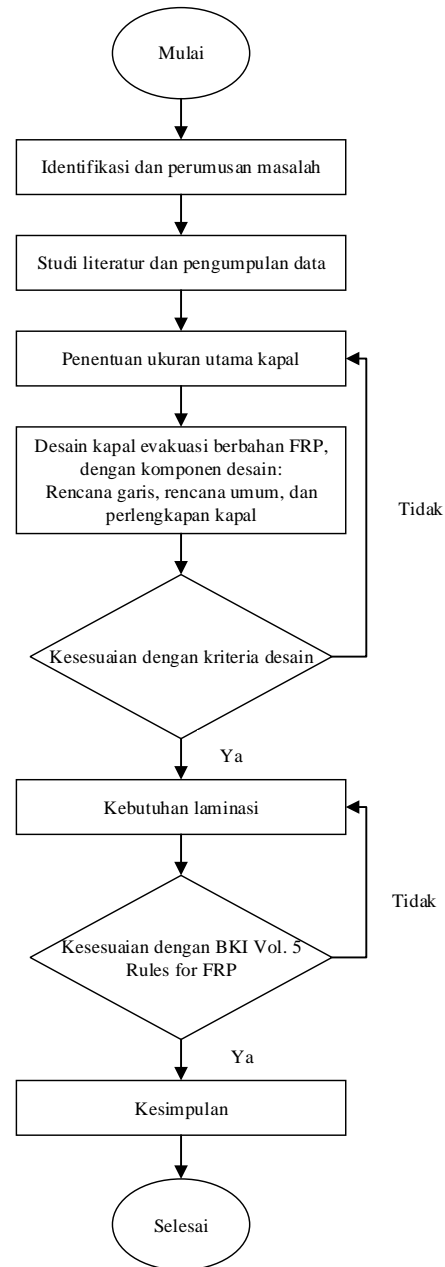 Mulai
Identifikasi dan perumusan masalah
Studi literatur dan pengumpulan data
Penentuan ukuran utama kapal
Desain kapal evakuasi berbahan FRP,
dengan komponen desain:
Rencana garis, rencana umum, dan
perlengkapan kapal
Tidak
Kesesuaian dengan kriteria desain
Ya
Kebutuhan laminasi
Tidak
Kesesuaian dengan BKI Vol. 5
Rules for FRP
Ya
Kesimpulan
Selesai